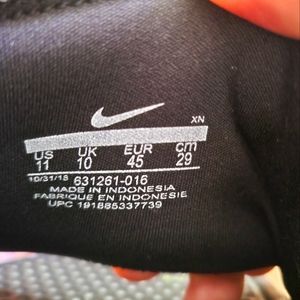 XN
US UK EUR cm
11 10 45 29
10/31/18 631261-016
MADE IN INDONESIA
FABRIQUÉ EN INDONESIE
UPC 191885337739